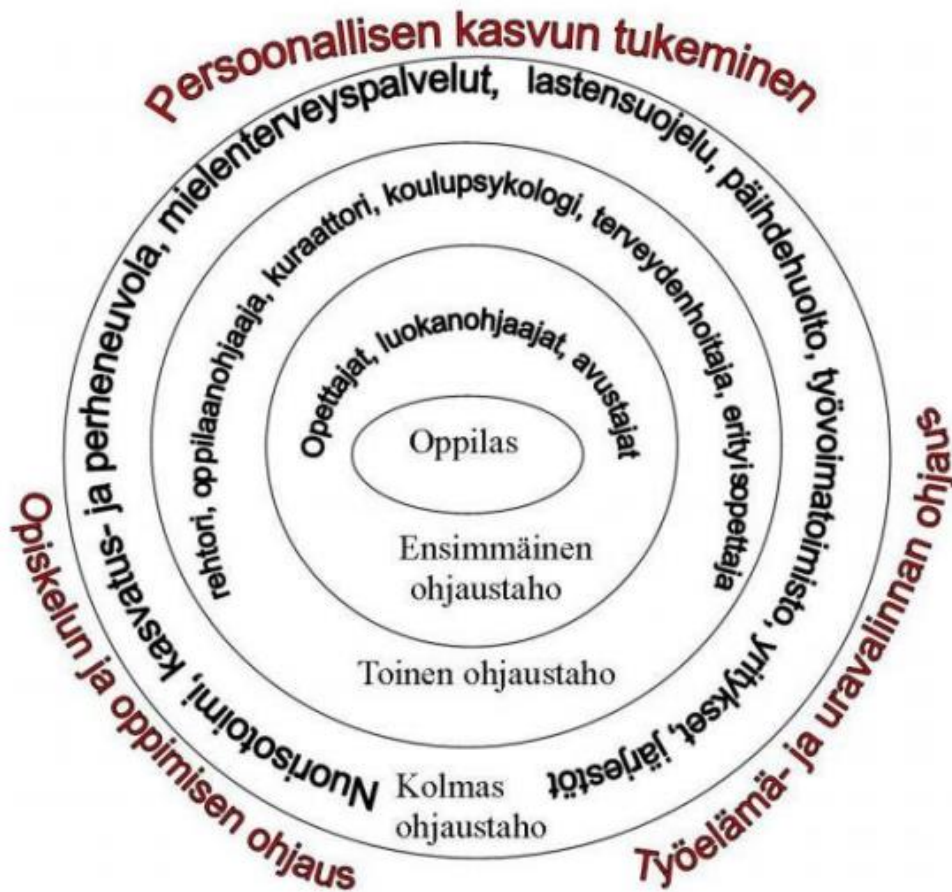 Persoonallisen kasvun tukeminen
Nuorisotoimi, kasvatus- ja perheneuvola, mielenterveyspalvelut, lastensuojelu, päihdehuolto, työvoimatoimisto, yritykset, järjestöt
rehtori, oppilaanohjaaja, kuraattori, koulupsykologi, terveydenhoitaja, erityisopettaja
Opettajat, luokanohjaajat, avustajat
Oppilas
Ensimmäinen
ohjaustaho
Toinen ohjaustaho
Kolmas
ohjaustaho
Opiskelun ja oppimisen ohjaus
Työelämä- ja uravalinnan ohjaus